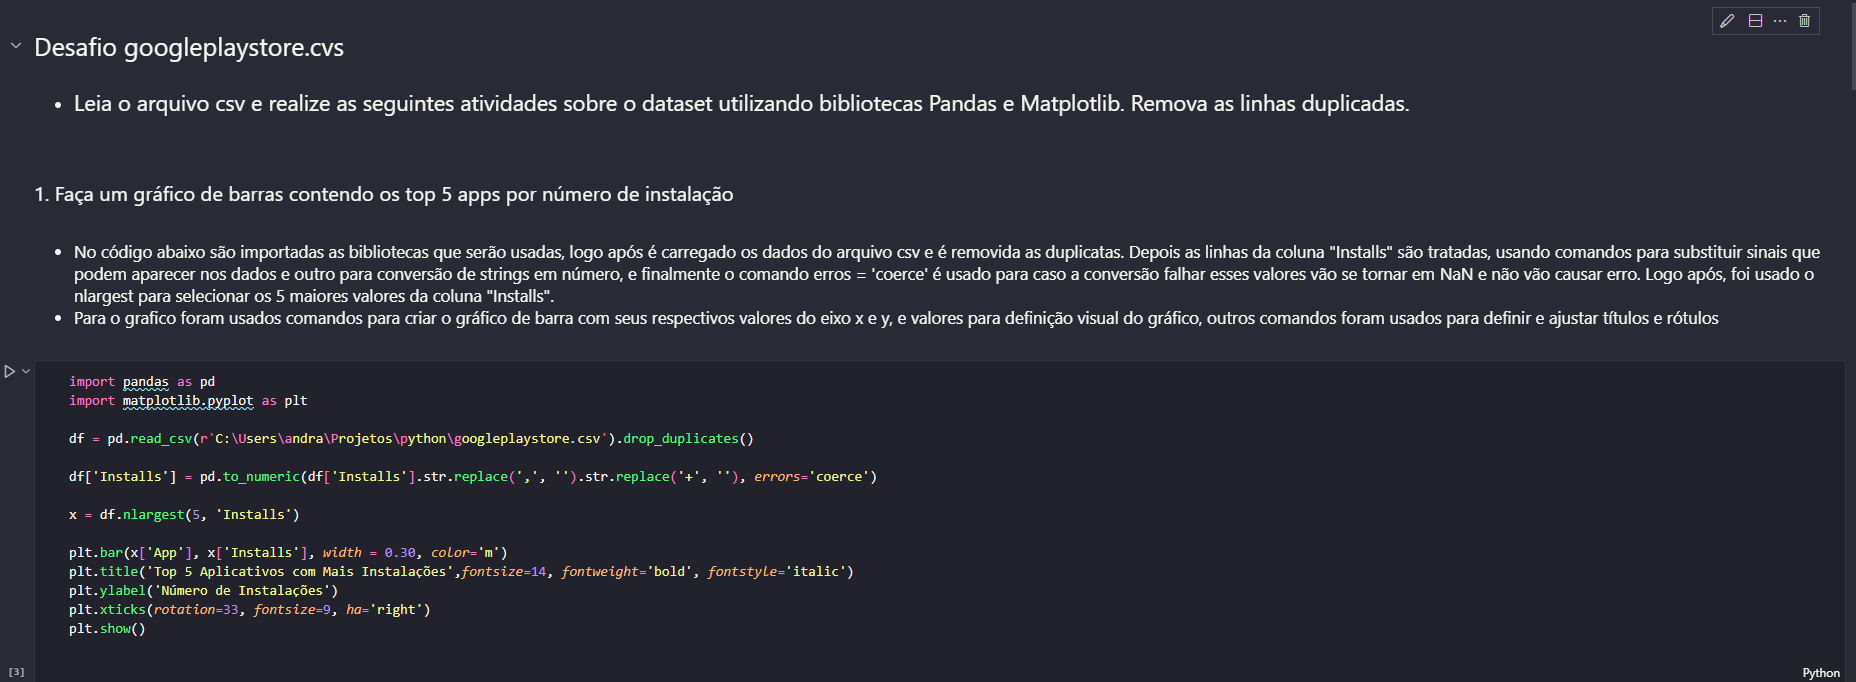 Desafio googleplaystore.cvs
• Leia o arquivo csv e realize as seguintes atividades sobre o dataset utilizando bibliotecas Pandas e Matplotlib. Remova as linhas duplicadas.
1. Faça um gráfico de barras contendo os top 5 apps por número de instalação
• No código abaixo são importadas as bibliotecas que serão usadas, logo após é carregado os dados do arquivo csv e é removida as duplicatas. Depois as linhas da coluna "Installs" são tratadas, usando comandos para substituir sinais que
podem aparecer nos dados e outro para conversão de strings em número, e finalmente o comando erros = 'coerce' é usado para caso a conversão falhar esses valores vão se tornar em NaN e não vão causar erro. Logo após, foi usado o
nlargest para selecionar os 5 maiores valores da coluna "Installs".
• Para o grafico foram usados comandos para criar o gráfico de barra com seus respectivos valores do eixo x e y, e valores para definição visual do gráfico, outros comandos foram usados para definir e ajustar títulos e rótulos
import pandas as pd
import matplotlib.pyplot as plt
df = pd.read_csv(r'C:\Users\andra\Projetos\python\googleplaystore.csv').drop_duplicates()
df['Installs'] = pd.to_numeric(df['Installs'].str.replace(',', '').str.replace('+', ''), errors='coerce')
x = df.nlargest(5, 'Installs')
plt.bar(x['App'], x['Installs'], width = 0.30, color='m')
plt.title('Top 5 Aplicativos com Mais Instalações',fontsize=14, fontweight='bold', fontstyle='italic')
plt.ylabel('Número de Instalações')
plt.xticks(rotation=33, fontsize=9, ha='right')
plt.show()
[3]
Python